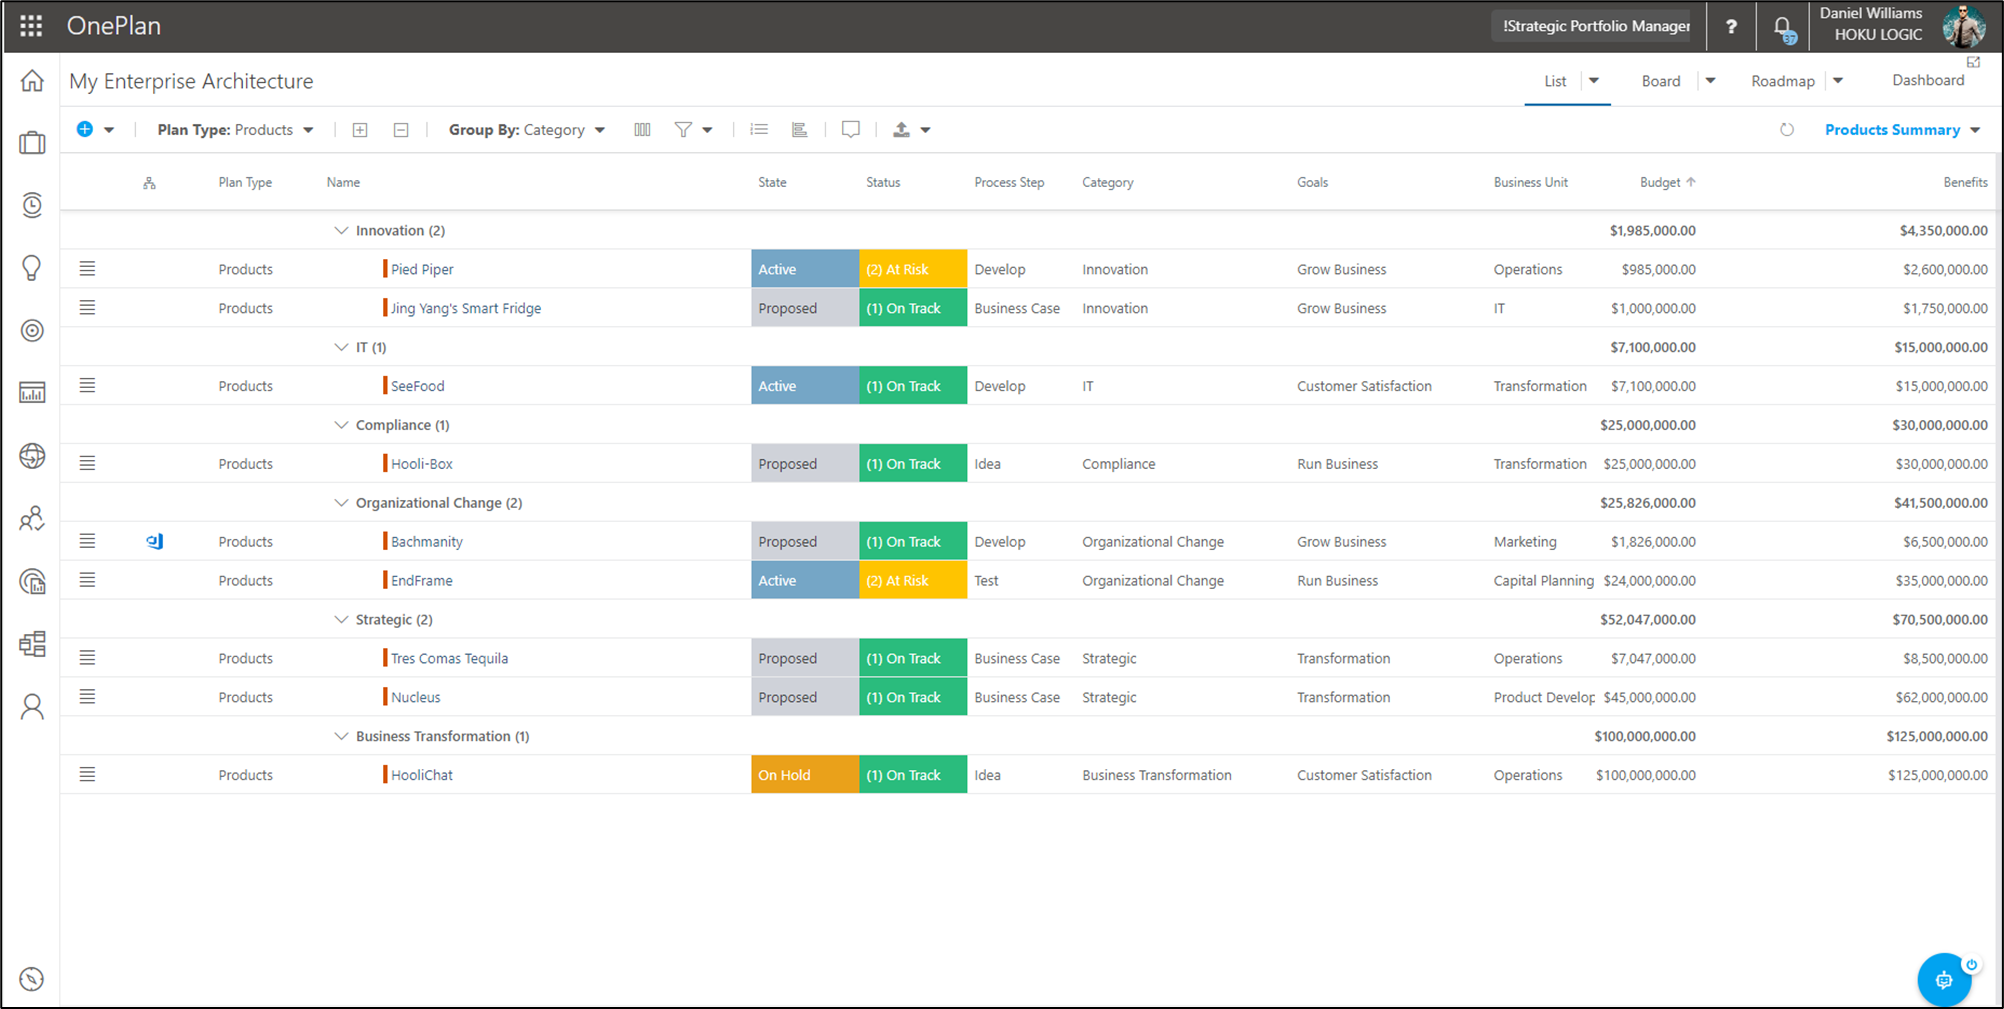 OnePlan !Strategic Portfolio Manager ? 37 Daniel Williams
HOKU LOGIC
My Enterprise Architecture List Board Roadmap Dashboard
Plan Type: Products Group By: Category Products Summary
Plan Type Name State Status Process Step Category Goals Business Unit Budget Benefits
Innovation (2) $1,985,000.00 $4,350,000.00
Products Pied Piper Active (2) At Risk Develop Innovation Grow Business Operations $985,000.00 $2,600,000.00
Products Jing Yang's Smart Fridge Proposed (1) On Track Business Case Innovation Grow Business IT $1,000,000.00 $1,750,000.00
IT (1) $7,100,000.00 $15,000,000.00
Products SeeFood Active (1) On Track Develop IT Customer Satisfaction Transformation $7,100,000.00 $15,000,000.00
Compliance (1) $25,000,000.00 $30,000,000.00
Products Hooli-Box Proposed (1) On Track Idea Compliance Run Business Transformation $25,000,000.00 $30,000,000.00
Organizational Change (2) $25,826,000.00 $41,500,000.00
Products Bachmanity Proposed (1) On Track Develop Organizational Change Grow Business Marketing $1,826,000.00 $6,500,000.00
Products EndFrame Active (2) At Risk Test Organizational Change Run Business Capital Planning $24,000,000.00 $35,000,000.00
Strategic (2) $52,047,000.00 $70,500,000.00
Products Tres Comas Tequila Proposed (1) On Track Business Case Strategic Transformation Operations $7,047,000.00 $8,500,000.00
Products Nucleus Proposed (1) On Track Business Case Strategic Transformation Product Develop $45,000,000.00 $62,000,000.00
Business Transformation (1) $100,000,000.00 $125,000,000.00
Products HooliChat On Hold (1) On Track Idea Business Transformation Customer Satisfaction Operations $100,000,000.00 $125,000,000.00